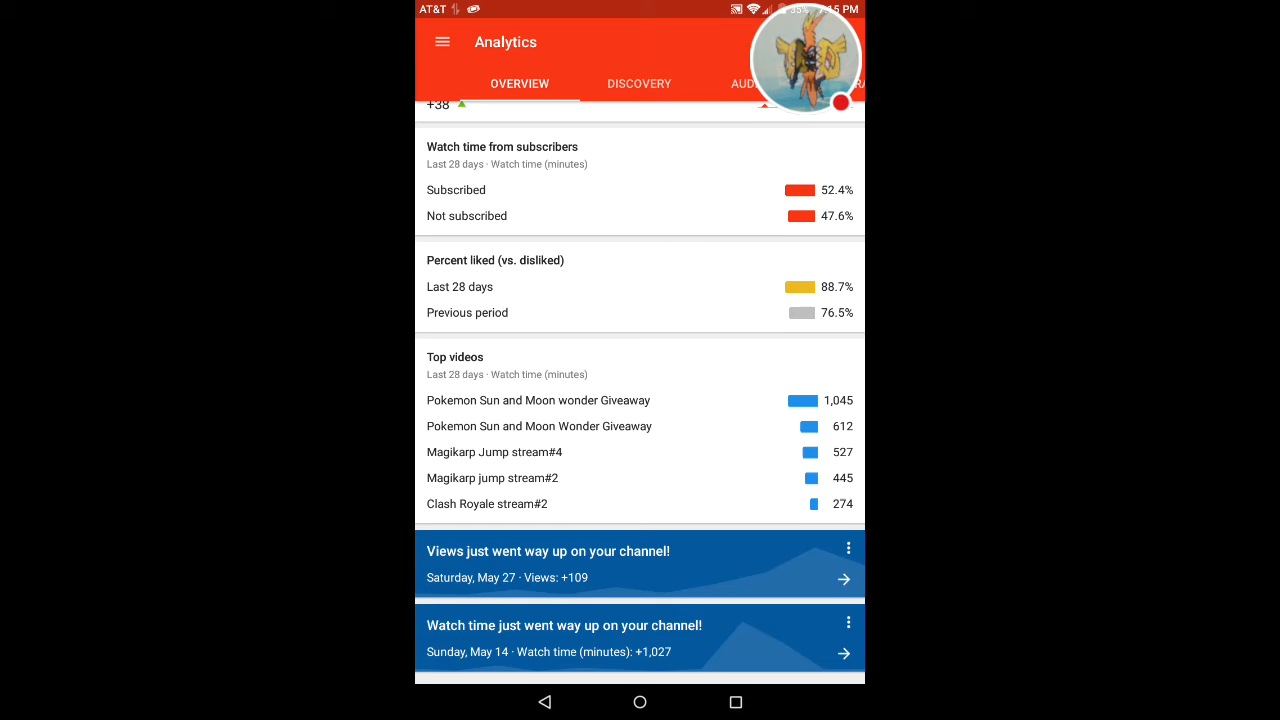 AT&T 35% :15 PM
Analytics
OVERVIEW DISCOVERY AUD
+38
Watch time from subscribers
Last 28 days · Watch time (minutes)
Subscribed 52.4%
Not subscribed 47.6%
Percent liked (vs. disliked)
Last 28 days 88.7%
Previous period 76.5%
Top videos
Last 28 days · Watch time (minutes)
Pokemon Sun and Moon wonder Giveaway 1,045
Pokemon Sun and Moon Wonder Giveaway 612
Magikarp Jump stream#4 527
Magikarp jump stream#2 445
Clash Royale stream#2 274
Views just went way up on your channel!
Saturday, May 27 · Views: +109
Watch time just went way up on your channel!
Sunday, May 14 · Watch time (minutes): +1,027